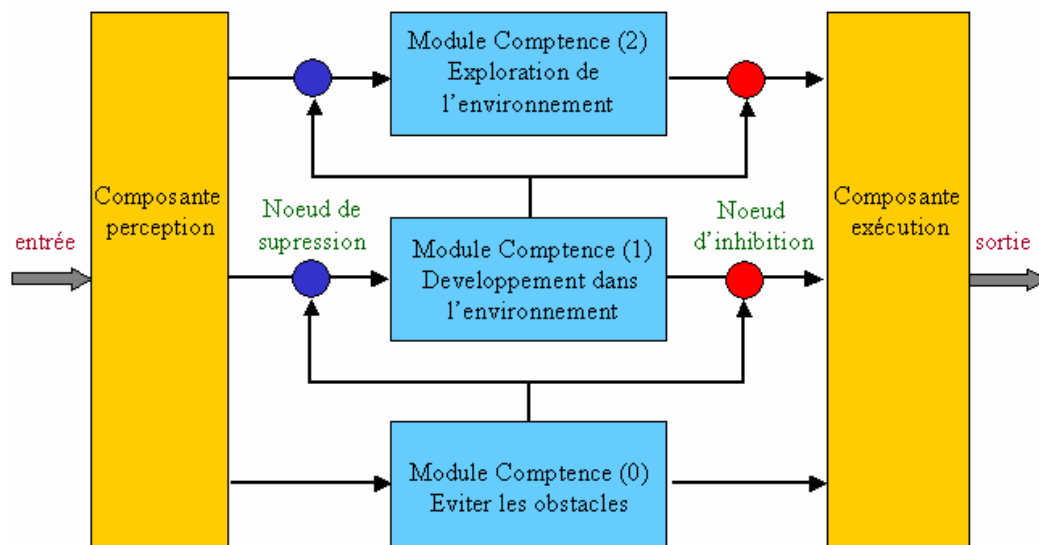 Module Comptence (2)
Exploration de
l'environnement
Composante
perception
Noeud de
supression
Noeud
d'inhibition
Composante
exécution
entrée
sortie
Module Comptence (1)
Developpement dans
l'environnement
Module Comptence (0)
Eviter les obstacles